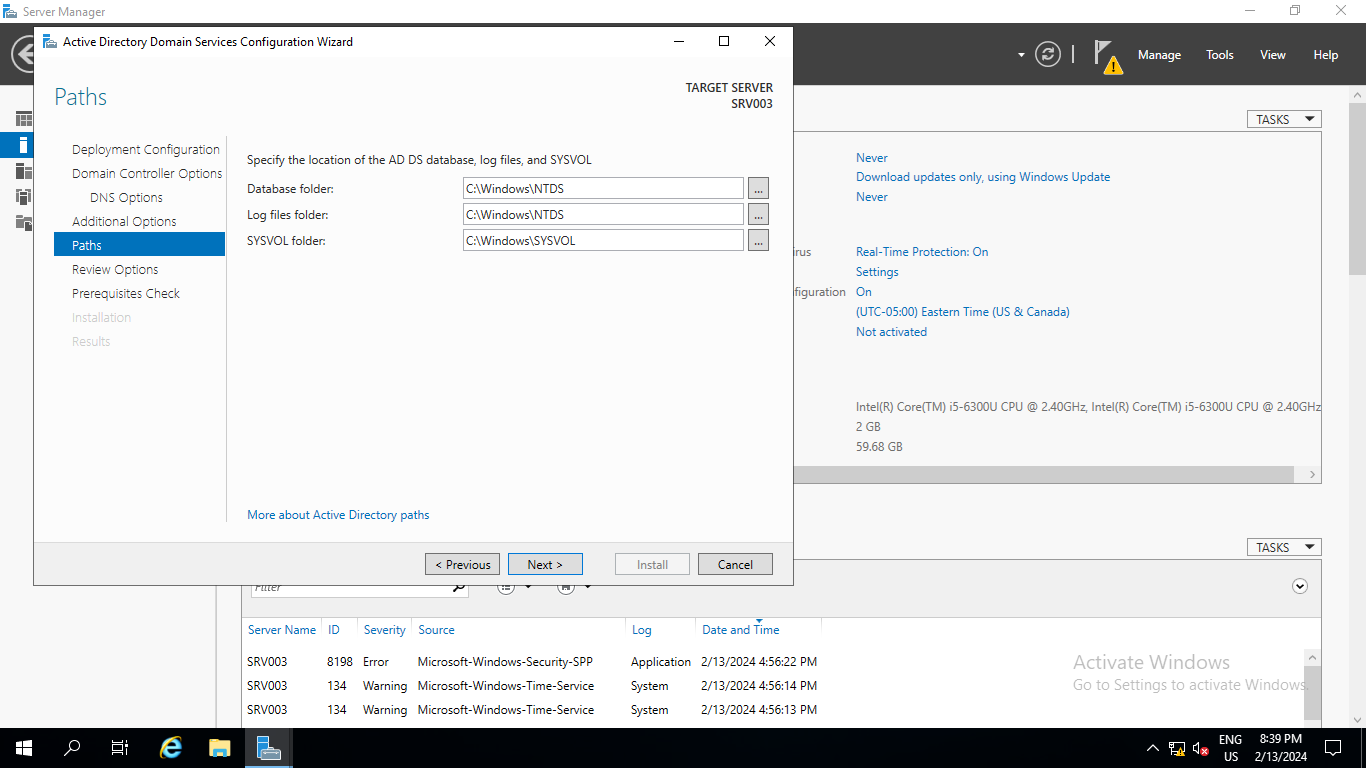 Server Manager
Active Directory Domain Services Configuration Wizard
Manage Tools View Help
Paths
TARGET SERVER
SRV003
TASKS
Deployment Configuration
Domain Controller Options
DNS Options
Additional Options
Paths
Review Options
Prerequisites Check
Installation
Results
Specify the location of the AD DS database, log files, and SYSVOL
Database folder: C:\Windows\NTDS ...
Log files folder: C:\Windows\NTDS ...
SYSVOL folder: C:\Windows\SYSVOL ...
More about Active Directory paths
< Previous Next > Install Cancel
Never
Download updates only, using Windows Update
Never
irus Real-Time Protection: On
Settings
figuration On
(UTC-05:00) Eastern Time (US & Canada)
Not activated
Intel(R) Core(TM) i5-6300U CPU @ 2.40GHz, Intel(R) Core(TM) i5-6300U CPU @ 2.40GHz
2 GB
59.68 GB
TASKS
Filter
Server Name ID Severity Source Log Date and Time
SRV003 8198 Error Microsoft-Windows-Security-SPP Application 2/13/2024 4:56:22 PM
SRV003 134 Warning Microsoft-Windows-Time-Service System 2/13/2024 4:56:14 PM
SRV003 134 Warning Microsoft-Windows-Time-Service System 2/13/2024 4:56:13 PM
Activate Windows
Go to Settings to activate Windows.
ENG
US
8:39 PM
2/13/2024